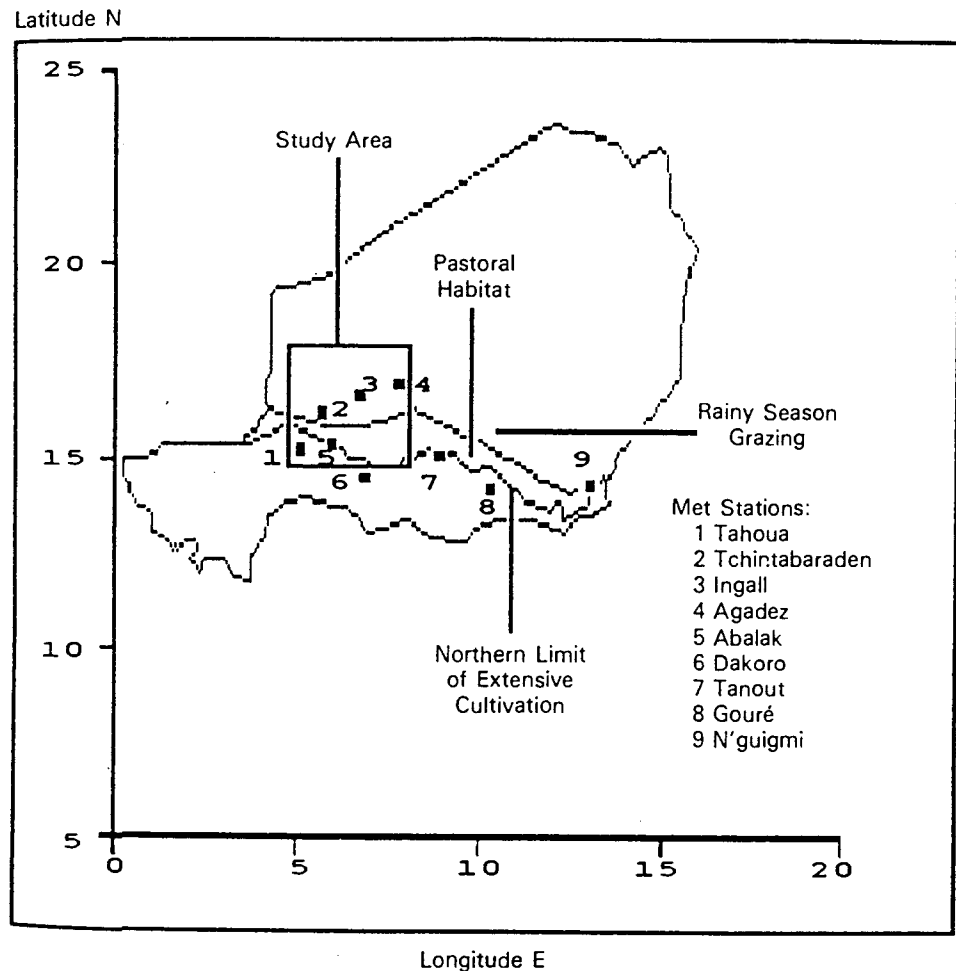 Latitude N
25
Study Area
20
Pastoral
Habitat
3
4
2
Rainy Season
Grazing
9
15
1
5
6
7
8
Met Stations:
1 Tahoua
2 Tchintabaraden
3 Ingall
4 Agadez
5 Abalak
6 Dakoro
7 Tanout
8 Gouré
9 N'guigmi
10
Northern Limit
of Extensive
Cultivation
5
0
5
10
15
20
Longitude E